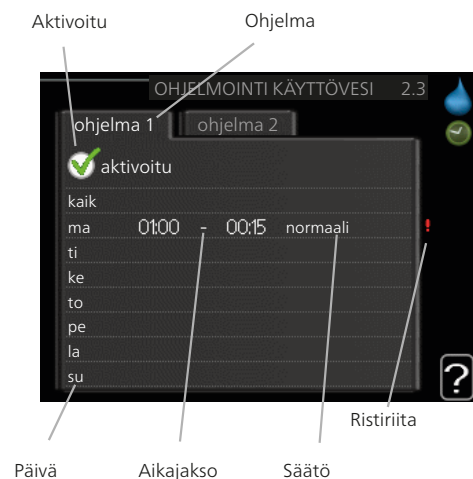 Aktivoitu Ohjelma
OHJELMOINTI KÄYTTÖVESI 2.3
ohjelma 1 ohjelma 2
aktivoitu
kaik
ma 01:00 - 00:15 normaali !
ti
ke
to
pe
la
su
?
Ristiriita
Päivä Aikajakso Säätö